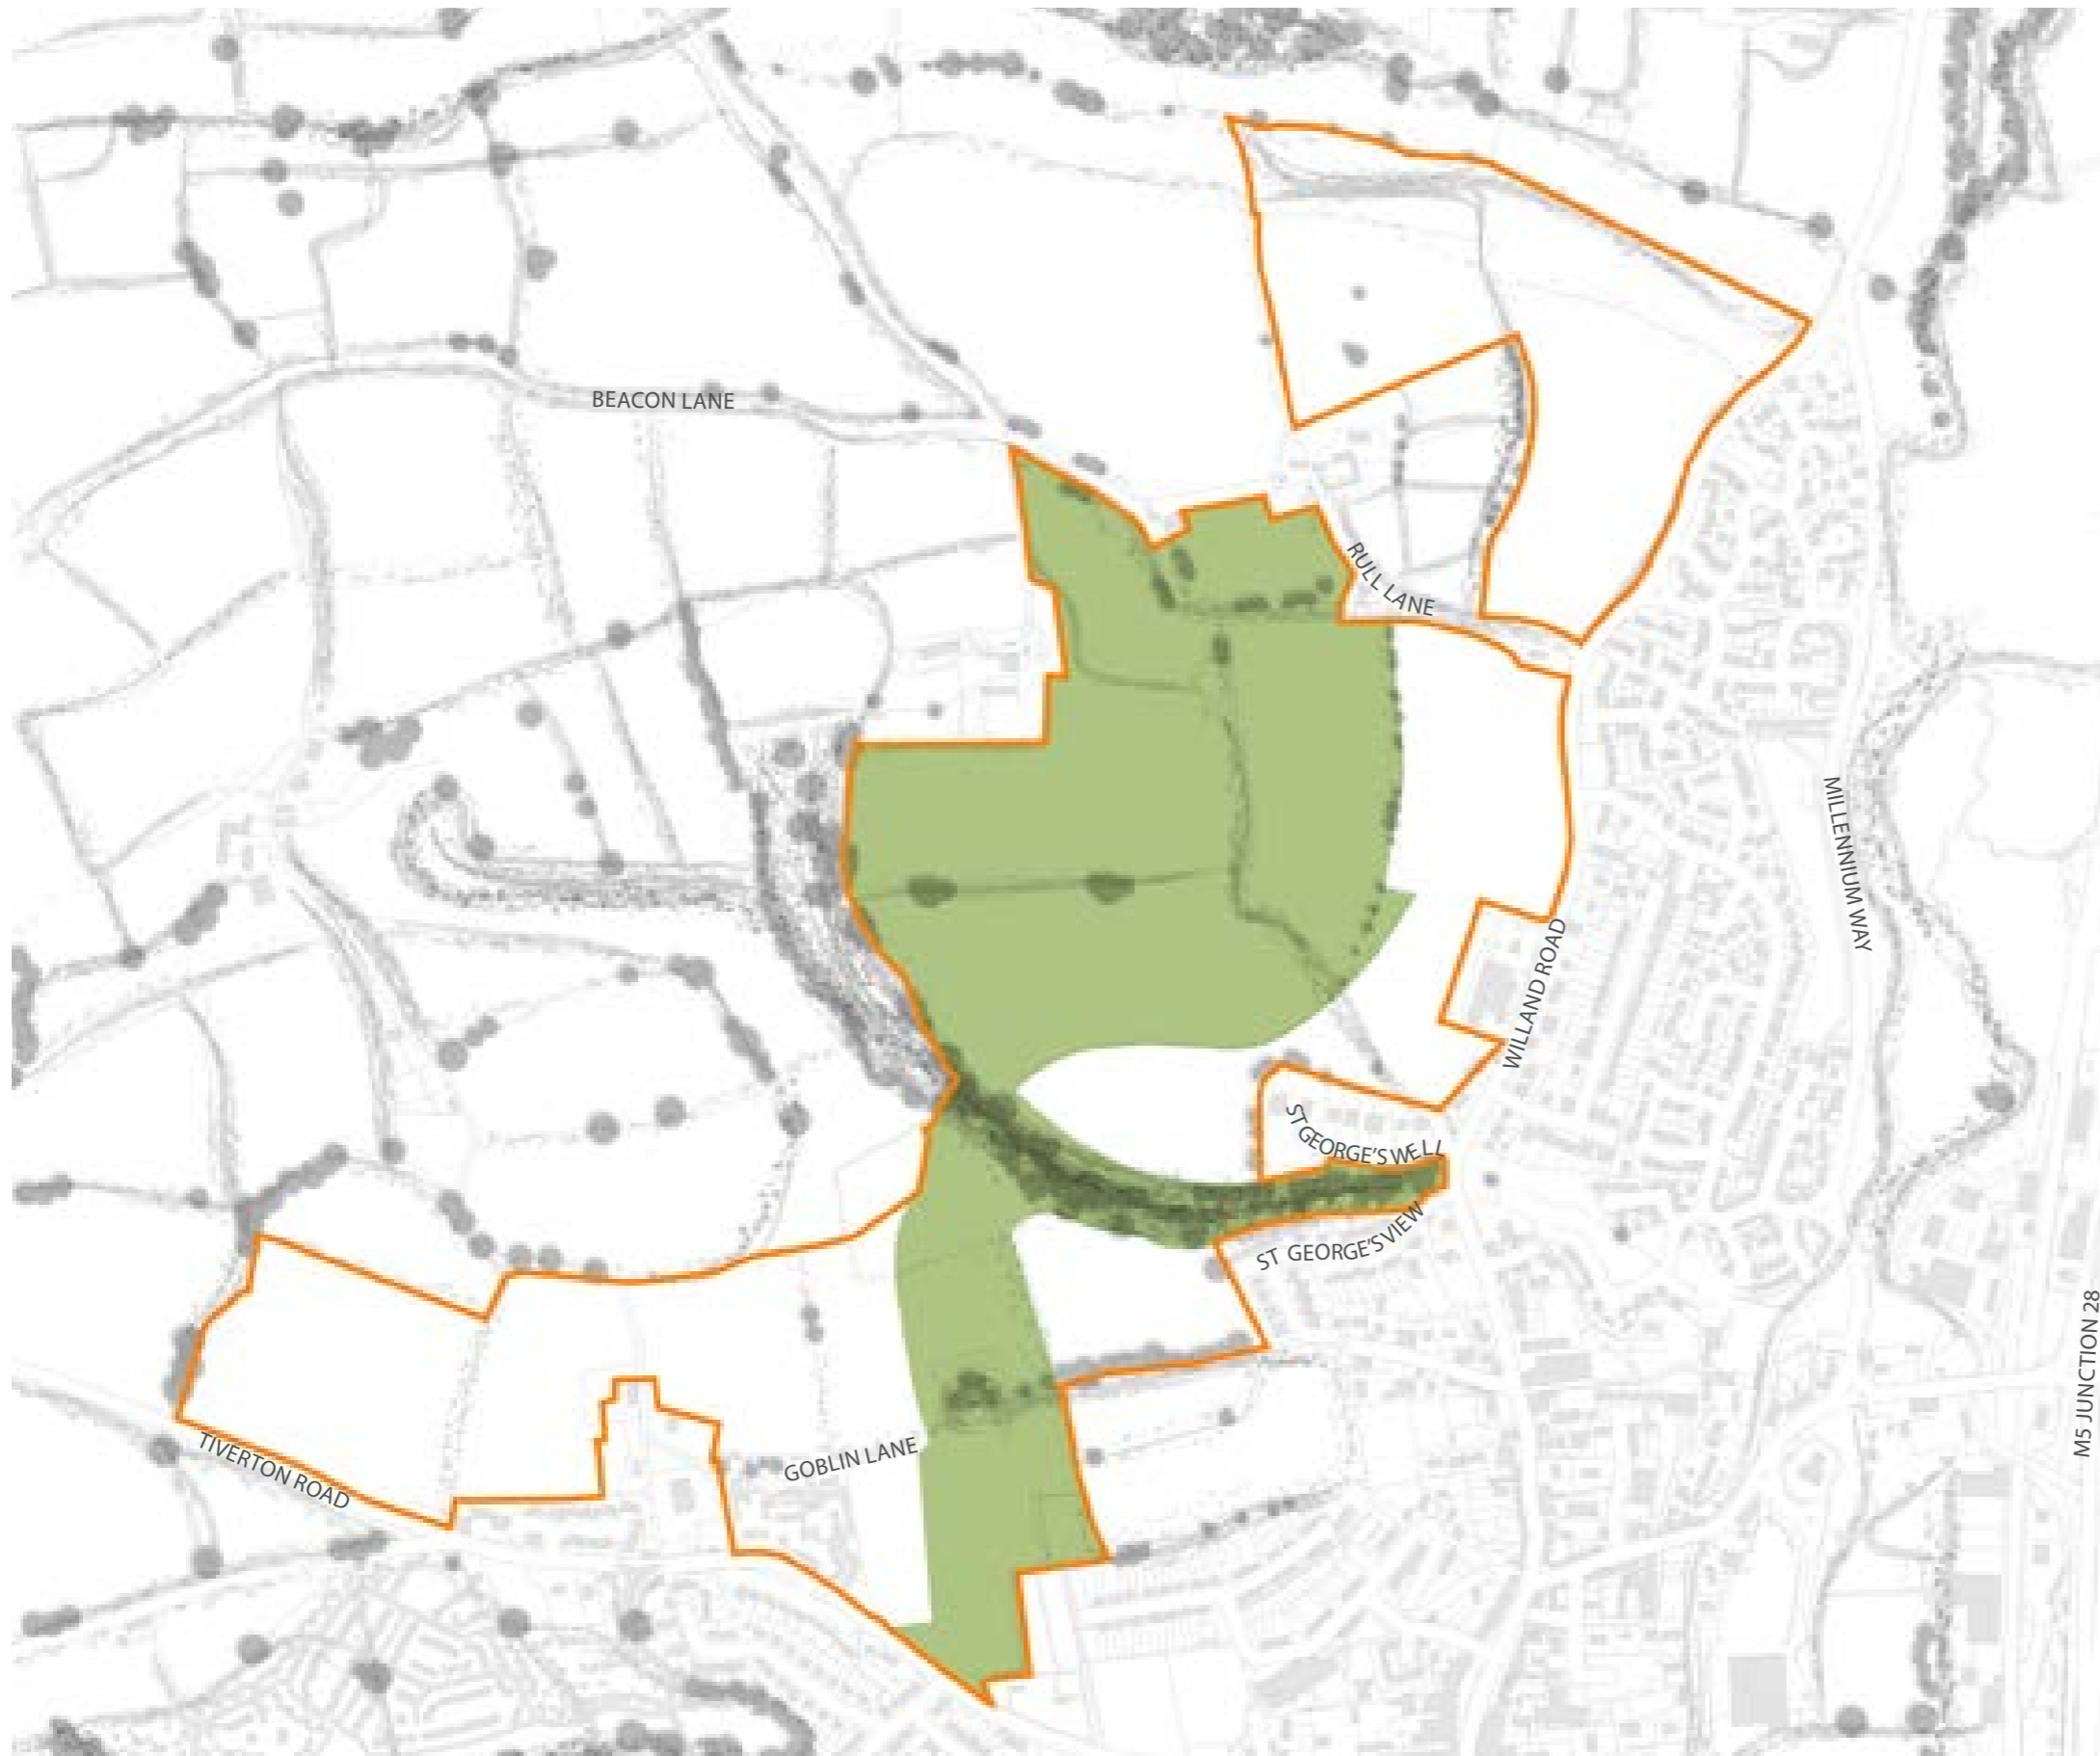 BEACON LANE
RULL LANE
MILLENNIUM WAY
WILLAND ROAD
ST GEORGE'S WELL
ST GEORGE'S VIEW
M5 JUNCTION 28
GOBLIN LANE
TIVERTON ROAD